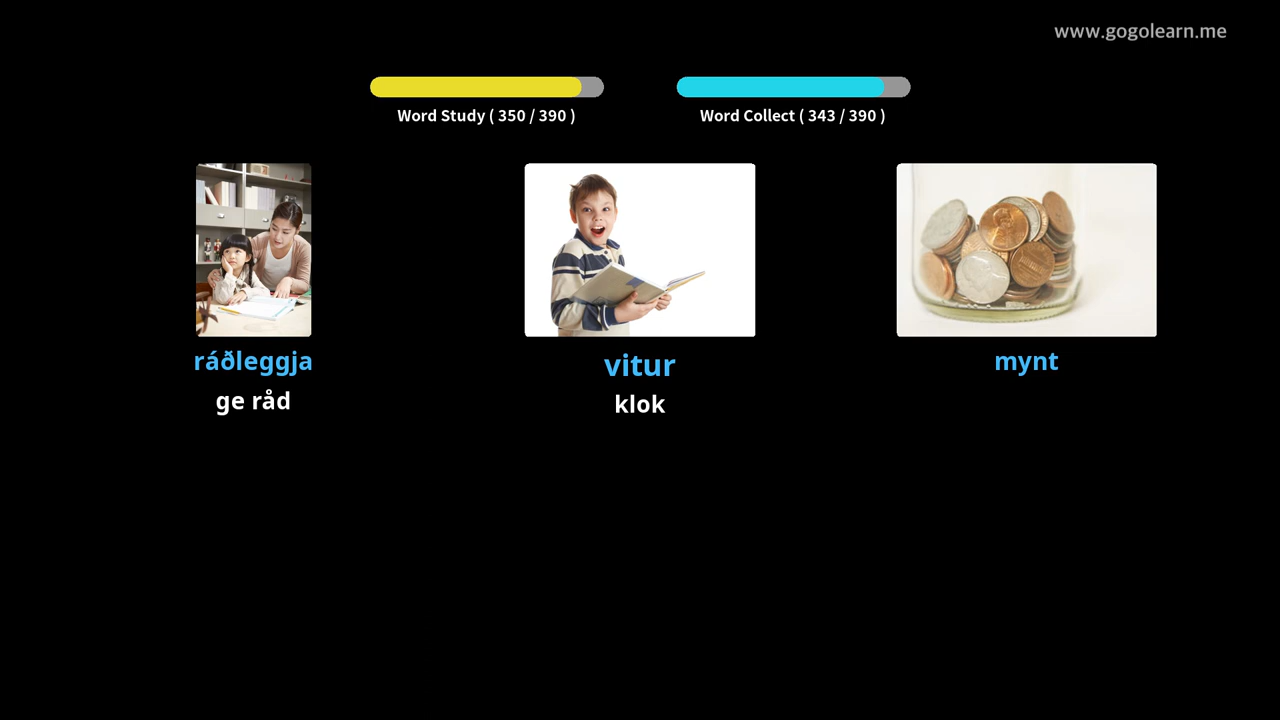 www.gogolearn.me
Word Study ( 350 / 390 )
Word Collect ( 343 / 390 )
ráðleggja
ge råd
vitur
klok
mynt